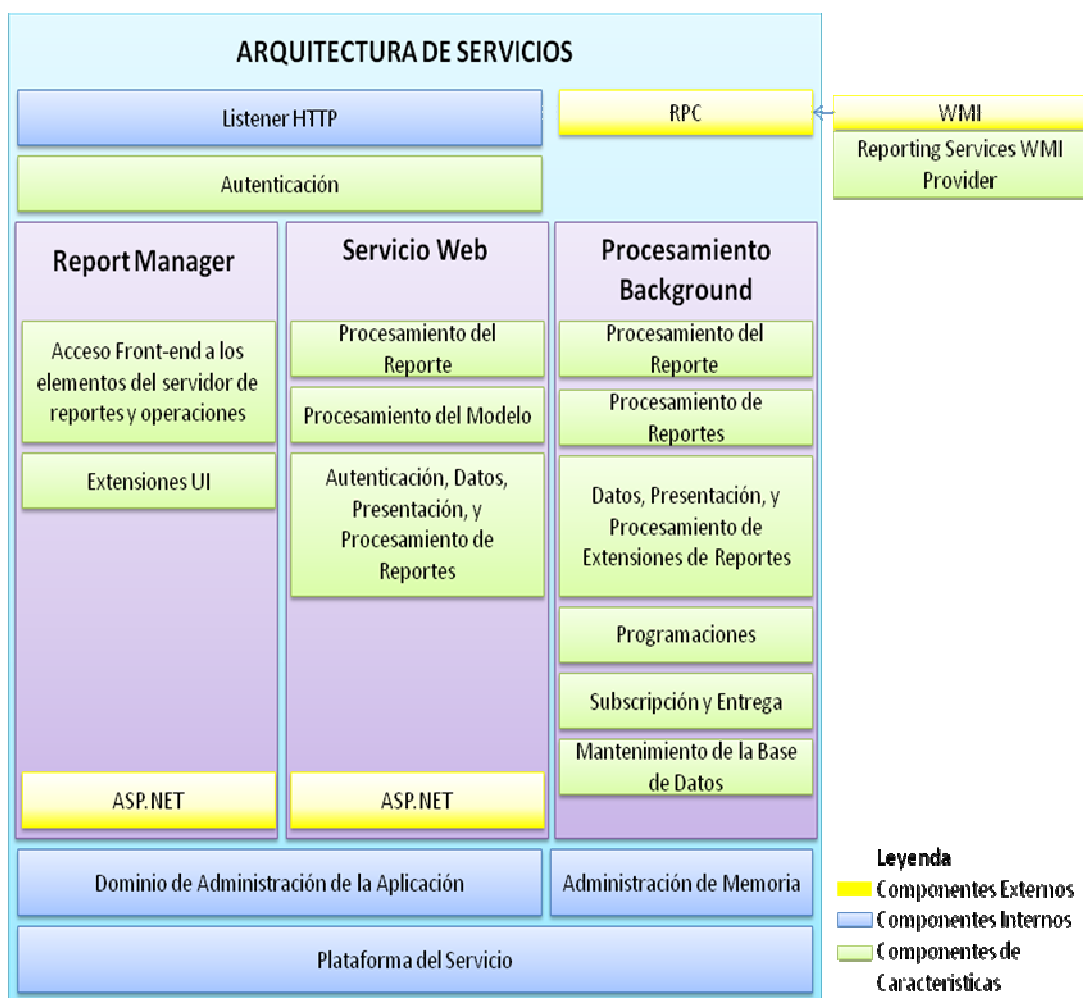 ARQUITECTURA DE SERVICIOS
Listener HTTP
RPC
WMI
Reporting Services WMI
Provider
Autenticación
Report Manager
Acceso Front-end a los
elementos del servidor de
reportes y operaciones
Extensiones UI
ASP.NET
Servicio Web
Procesamiento del
Reporte
Procesamiento del Modelo
Autenticación, Datos,
Presentación, y
Procesamiento de
Reportes
ASP.NET
Procesamiento
Background
Procesamiento del
Reporte
Procesamiento de
Reportes
Datos, Presentación, y
Procesamiento de
Extensiones de Reportes
Programaciones
Subscripción y Entrega
Mantenimiento de la Base
de Datos
Dominio de Administración de la Aplicación
Administración de Memoria
Plataforma del Servicio
Leyenda
Componentes Externos
Componentes Internos
Componentes de
Caracteristicas